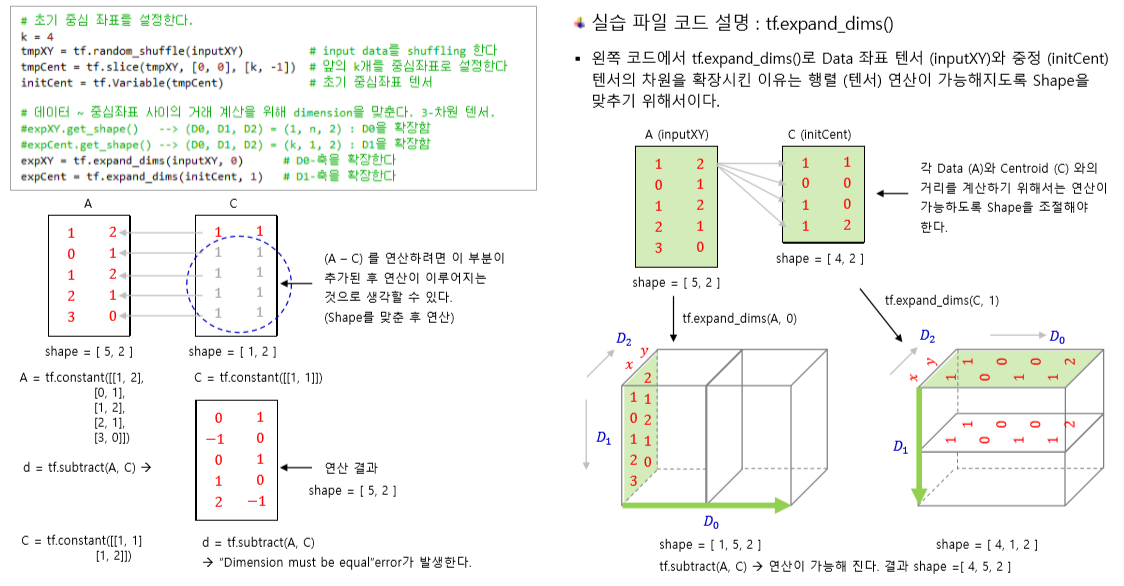 # 초기 중심 좌표를 설정한다.
k = 4
tmpXY = tf.random_shuffle(inputXY) # input data를 shuffling 한다
tmpCent = tf.slice(tmpXY, [0, 0], [k, -1]) # 앞의 k개를 중심좌표로 설정한다
initCent = tf.Variable(tmpCent) # 초기 중심좌표 텐서
# 데이터 ~ 중심좌표 사이의 거래 계산을 위해 dimension을 맞춘다. 3-차원 텐서.
#expXY.get_shape() --> (D0, D1, D2) = (1, n, 2) : D0을 확장함
#expCent.get_shape() --> (D0, D1, D2) = (k, 1, 2) : D1을 확장함
expXY = tf.expand_dims(inputXY, 0) # D0-축을 확장한다
expCent = tf.expand_dims(initCent, 1) # D1-축을 확장한다
A C
1 2 1 1
0 1 1 1
1 2 1 1
2 1 1 1
3 0 1 1
(A – C) 를 연산하려면 이 부분이
추가된 후 연산이 이루어지는
것으로 생각할 수 있다.
(Shape를 맞춘 후 연산)
shape = [ 5, 2 ] shape = [ 1, 2 ]
A = tf.constant([[1, 2],
[0, 1],
[1, 2],
[2, 1],
[3, 0]])
C = tf.constant([[1, 1]])
0 1
−1 0
0 1
1 0
2 −1
d = tf.subtract(A, C) →
연산 결과
shape = [ 5, 2 ]
C = tf.constant([[1, 1]
[1, 2]])
d = tf.subtract(A, C)
→ "Dimension must be equal"error가 발생한다.
실습 파일 코드 설명 : tf.expand_dims()
▪ 왼쪽 코드에서 tf.expand_dims()로 Data 좌표 텐서 (inputXY)와 중정 (initCent)
텐서의 차원을 확장시킨 이유는 행렬 (텐서) 연산이 가능해지도록 Shape을
맞추기 위해서이다.
A (inputXY) C (initCent)
1 2 1 1
0 1 0 0
1 2 1 0
2 1 1 2
3 0
각 Data (A)와 Centroid (C) 와의
거리를 계산하기 위해서는 연산이
가능하도록 Shape을 조절해야
한다.
shape = [ 4, 2 ]
shape = [ 5, 2 ]
tf.expand_dims(A, 0)
tf.expand_dims(C, 1)
D2
x y
2
1 1
0 2
1 1
2 0
3
D1
D0
shape = [ 1, 5, 2 ]
D2 D0
x y
1 0 0 2
1 0 1 1
1 0 0 2
1 0 1 1
D1
shape = [ 4, 1, 2 ]
tf.subtract(A, C) → 연산이 가능해 진다. 결과 shape =[ 4, 5, 2 ]